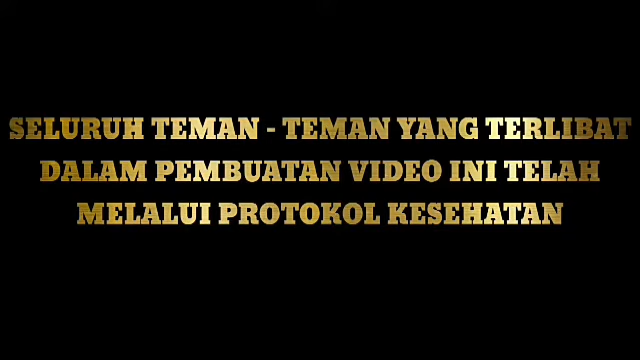 SELURUH TEMAN - TEMAN YANG TERLIBAT
DALAM PEMBUATAN VIDEO INI TELAH
MELALUI PROTOKOL KESEHATAN